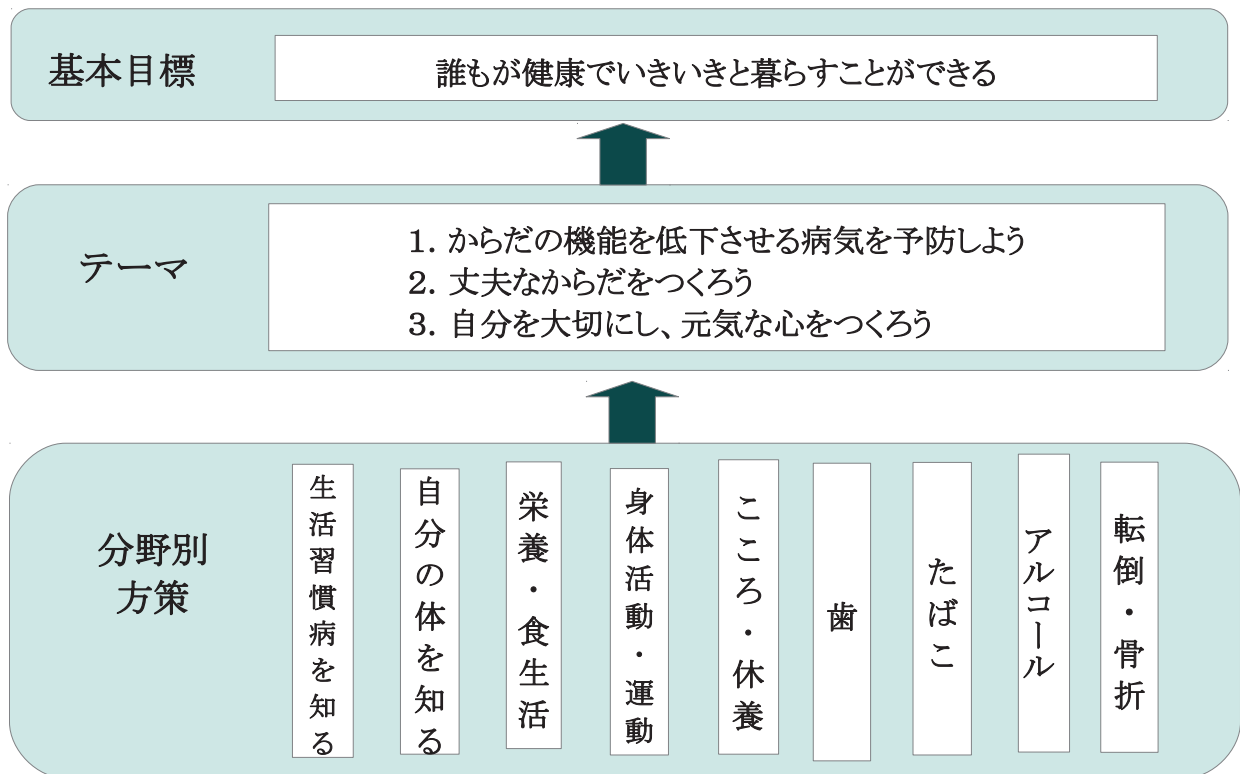 基本目標
誰もが健康でいきいきと暮らすことができる
テーマ
1. からだの機能を低下させる病気を予防しよう
2. 丈夫なからだをつくろう
3. 自分を大切にし、元気な心をつくろう
分野別
方策
生活習慣病を知る
自分の体を知る
栄養・食生活
身体活動・運動
こころ・休養
歯
たばこ
アルコール
転倒・骨折